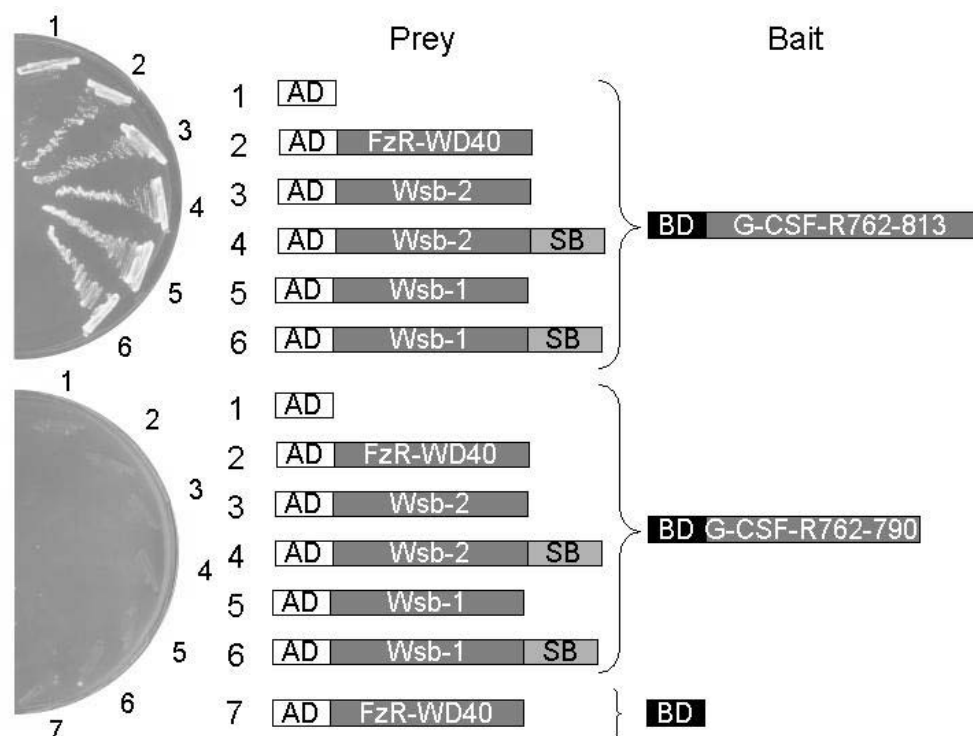 Prey Bait
1
2
3
4
5
6
1 AD
2 AD FzR-WD40
3 AD Wsb-2
4 AD Wsb-2 SB
5 AD Wsb-1
6 AD Wsb-1 SB
BD G-CSF-R762-813
1
2
3
4
5
6
7
1 AD
2 AD FzR-WD40
3 AD Wsb-2
4 AD Wsb-2 SB
5 AD Wsb-1
6 AD Wsb-1 SB
BD G-CSF-R762-790
7 AD FzR-WD40 BD